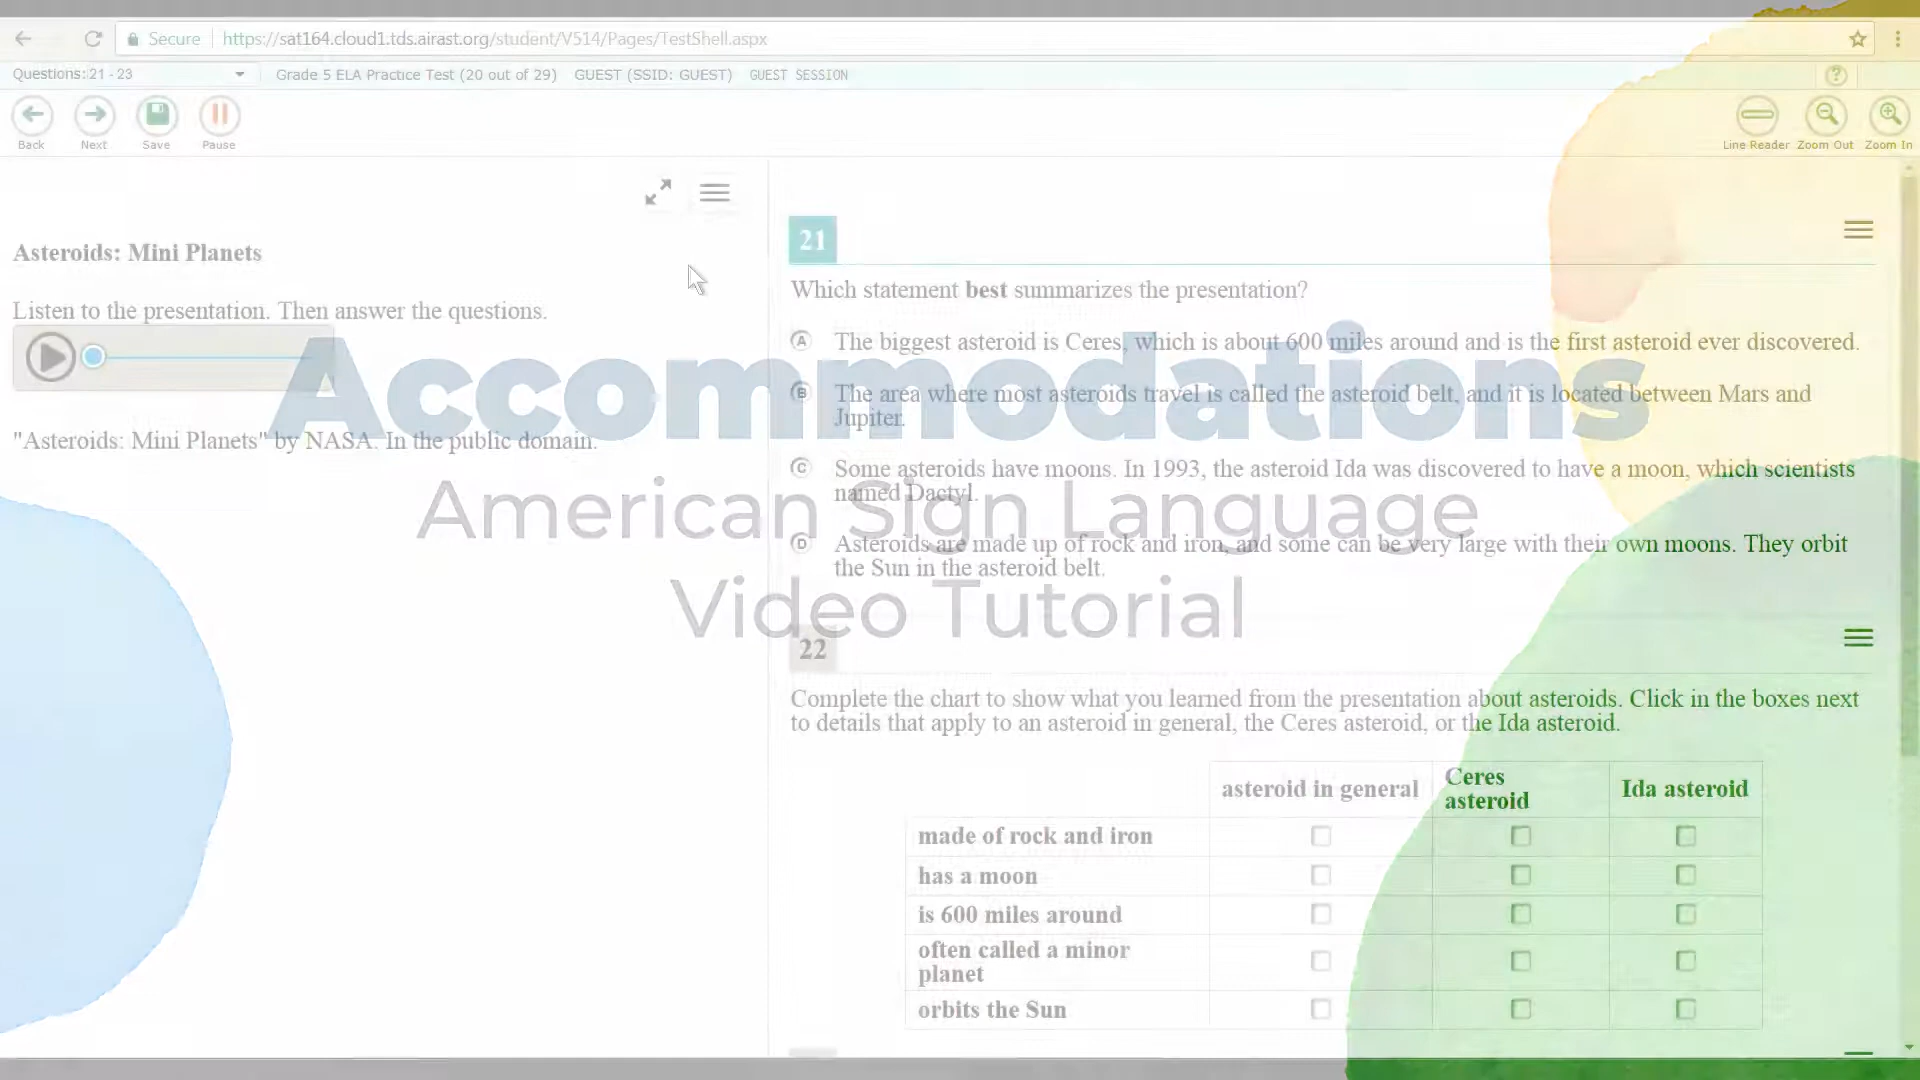 Secure https://sat164.cloud1.tds.airast.org/student/V514/Pages/TestShell.aspx
Questions: 21 - 23 Grade 5 ELA Practice Test (20 out of 29) GUEST (SSID: GUEST) GUEST SESSION
Back Next Save Pause Line Reader Zoom Out Zoom In
Asteroids: Mini Planets
Listen to the presentation. Then answer the questions.
"Asteroids: Mini Planets" by NASA. In the public domain.
Accommodations
American Sign Language
Video Tutorial
21
Which statement best summarizes the presentation?
A The biggest asteroid is Ceres, which is about 600 miles around and is the first asteroid ever discovered.
B The area where most asteroids travel is called the asteroid belt, and it is located between Mars and
Jupiter.
C Some asteroids have moons. In 1993, the asteroid Ida was discovered to have a moon, which scientists
named Dactyl.
D Asteroids are made up of rock and iron, and some can be very large with their own moons. They orbit
the Sun in the asteroid belt.
22
Complete the chart to show what you learned from the presentation about asteroids. Click in the boxes next
to details that apply to an asteroid in general, the Ceres asteroid, or the Ida asteroid.
asteroid in general
Ceres
asteroid
Ida asteroid
made of rock and iron
has a moon
is 600 miles around
often called a minor
planet
orbits the Sun